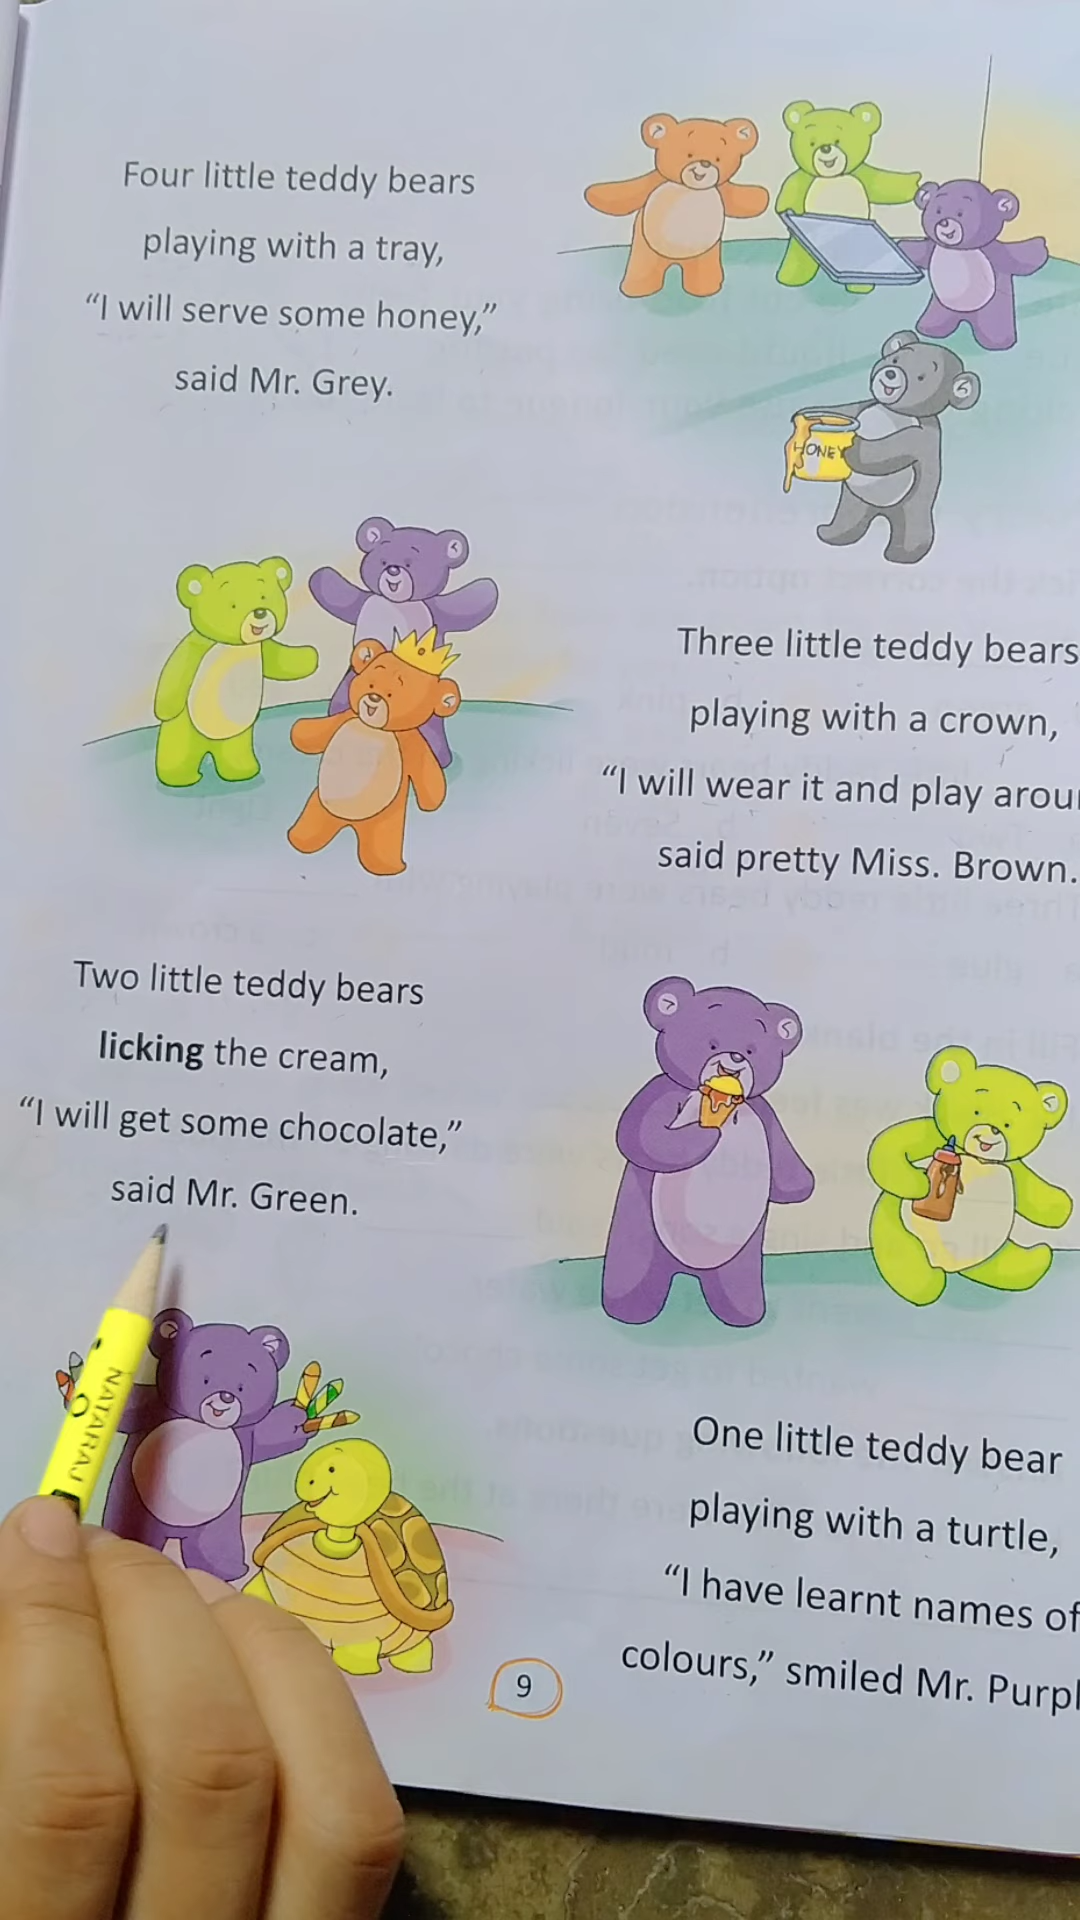 Four little teddy bears
playing with a tray,
“I will serve some honey,”
said Mr. Grey.
HONEY
Three little teddy bears
playing with a crown,
“I will wear it and play
said pretty Miss. Brown.
Two little teddy bears
licking the cream,
“I will get some chocolate,”
said Mr. Green.
NATARAJ
One little teddy bear
playing with a turtle,
“I have learnt names of
colours,” smiled Mr.
9